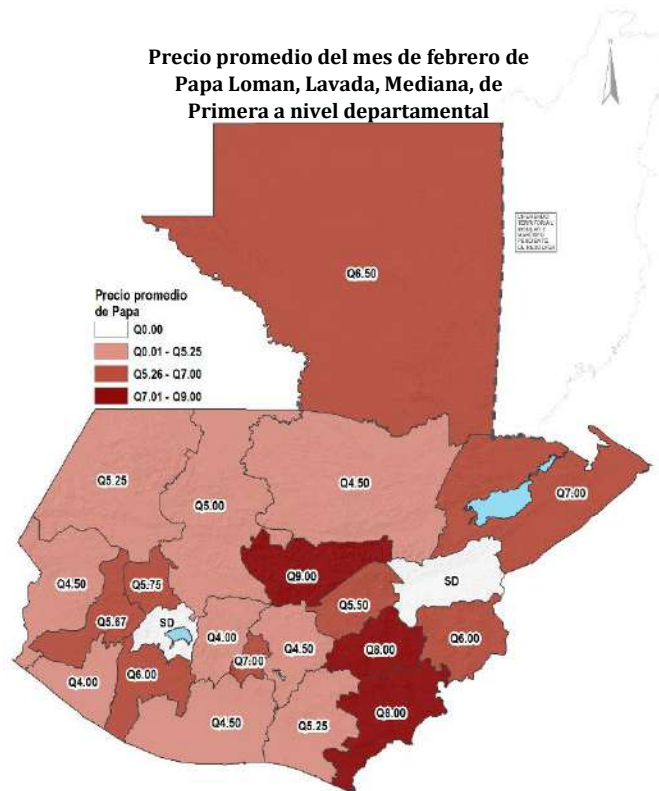 Precio promedio del mes de febrero de
Papa Loman, Lavada, Mediana, de
Primera a nivel departamental
Q6.50
Precio promedio
de Papa
Q0.00
Q0.01 - Q5.25
Q5.26 - Q7.00
Q7.01 - Q9.00
Q5.25
Q5.00
Q4.50
Q7.00
Q4.50
Q5.75
Q9.00
SD
Q5.67
SD
Q4.00
Q5.50
Q4.50
Q8.00
Q6.00
Q7.00
Q4.00
Q6.00
Q4.50
Q5.25
Q8.00